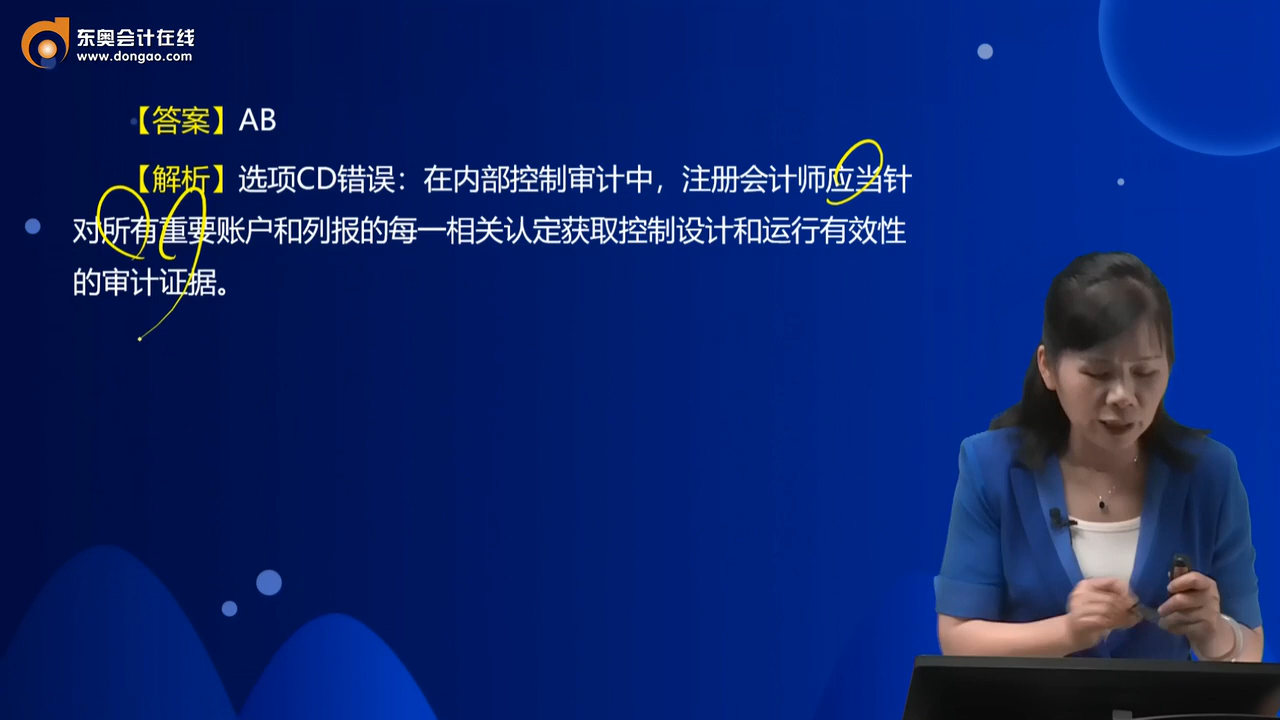 东奥会计在线
www.dongao.com
【答案】AB
【解析】选项CD错误：在内部控制审计中，注册会计师应当针
对所有重要账户和列报的每一相关认定获取控制设计和运行有效性
的审计证据。